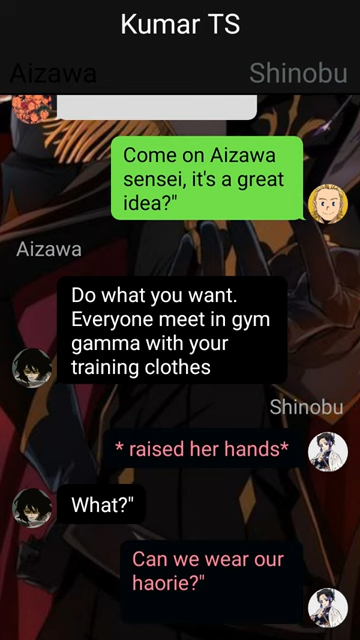 Kumar TS
Aizawa
Shinobu
Come on Aizawa
sensei, it's a great
idea?"
Aizawa
Do what you want.
Everyone meet in gym
gamma with your
training clothes
Shinobu
* raised her hands*
What?"
Can we wear our
haorie?"